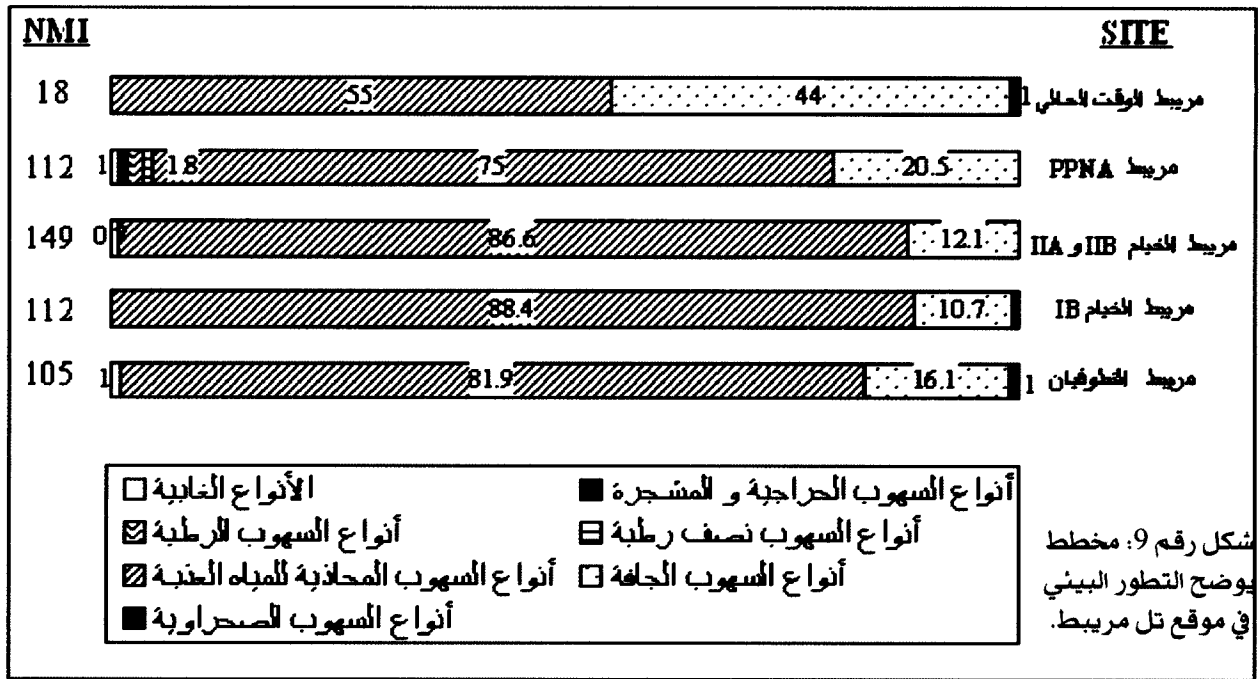 NMI SITE
18 55 44 1 مريبط الوقت الحالي
112 1 1.8 75 20.5 مريبط PPNA
149 0 86.6 12.1 مريبط الخيام IIA و IIB
112 88.4 10.7 مريبط الخيام IB
105 1 81.9 16.1 1 مريبط النطوفيان
أنواع السهوب الحراجية و المشجرة الأنواع الغابية
أنواع السهوب نصف رطبة أنواع السهوب الرطبة
أنواع السهوب الجافة أنواع السهوب المحاذية للمياه العذبة
أنواع السهوب الصحراوية
شكل رقم 9: مخطط
يوضح التطور البيئي
في موقع تل مريبط.